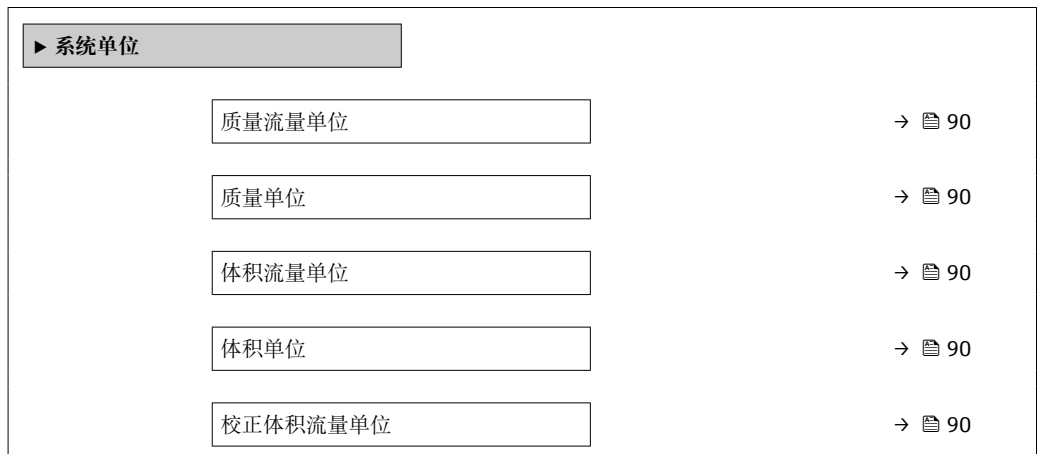 ▶ 系统单位
质量流量单位 → 90
质量单位 → 90
体积流量单位 → 90
体积单位 → 90
校正体积流量单位 → 90